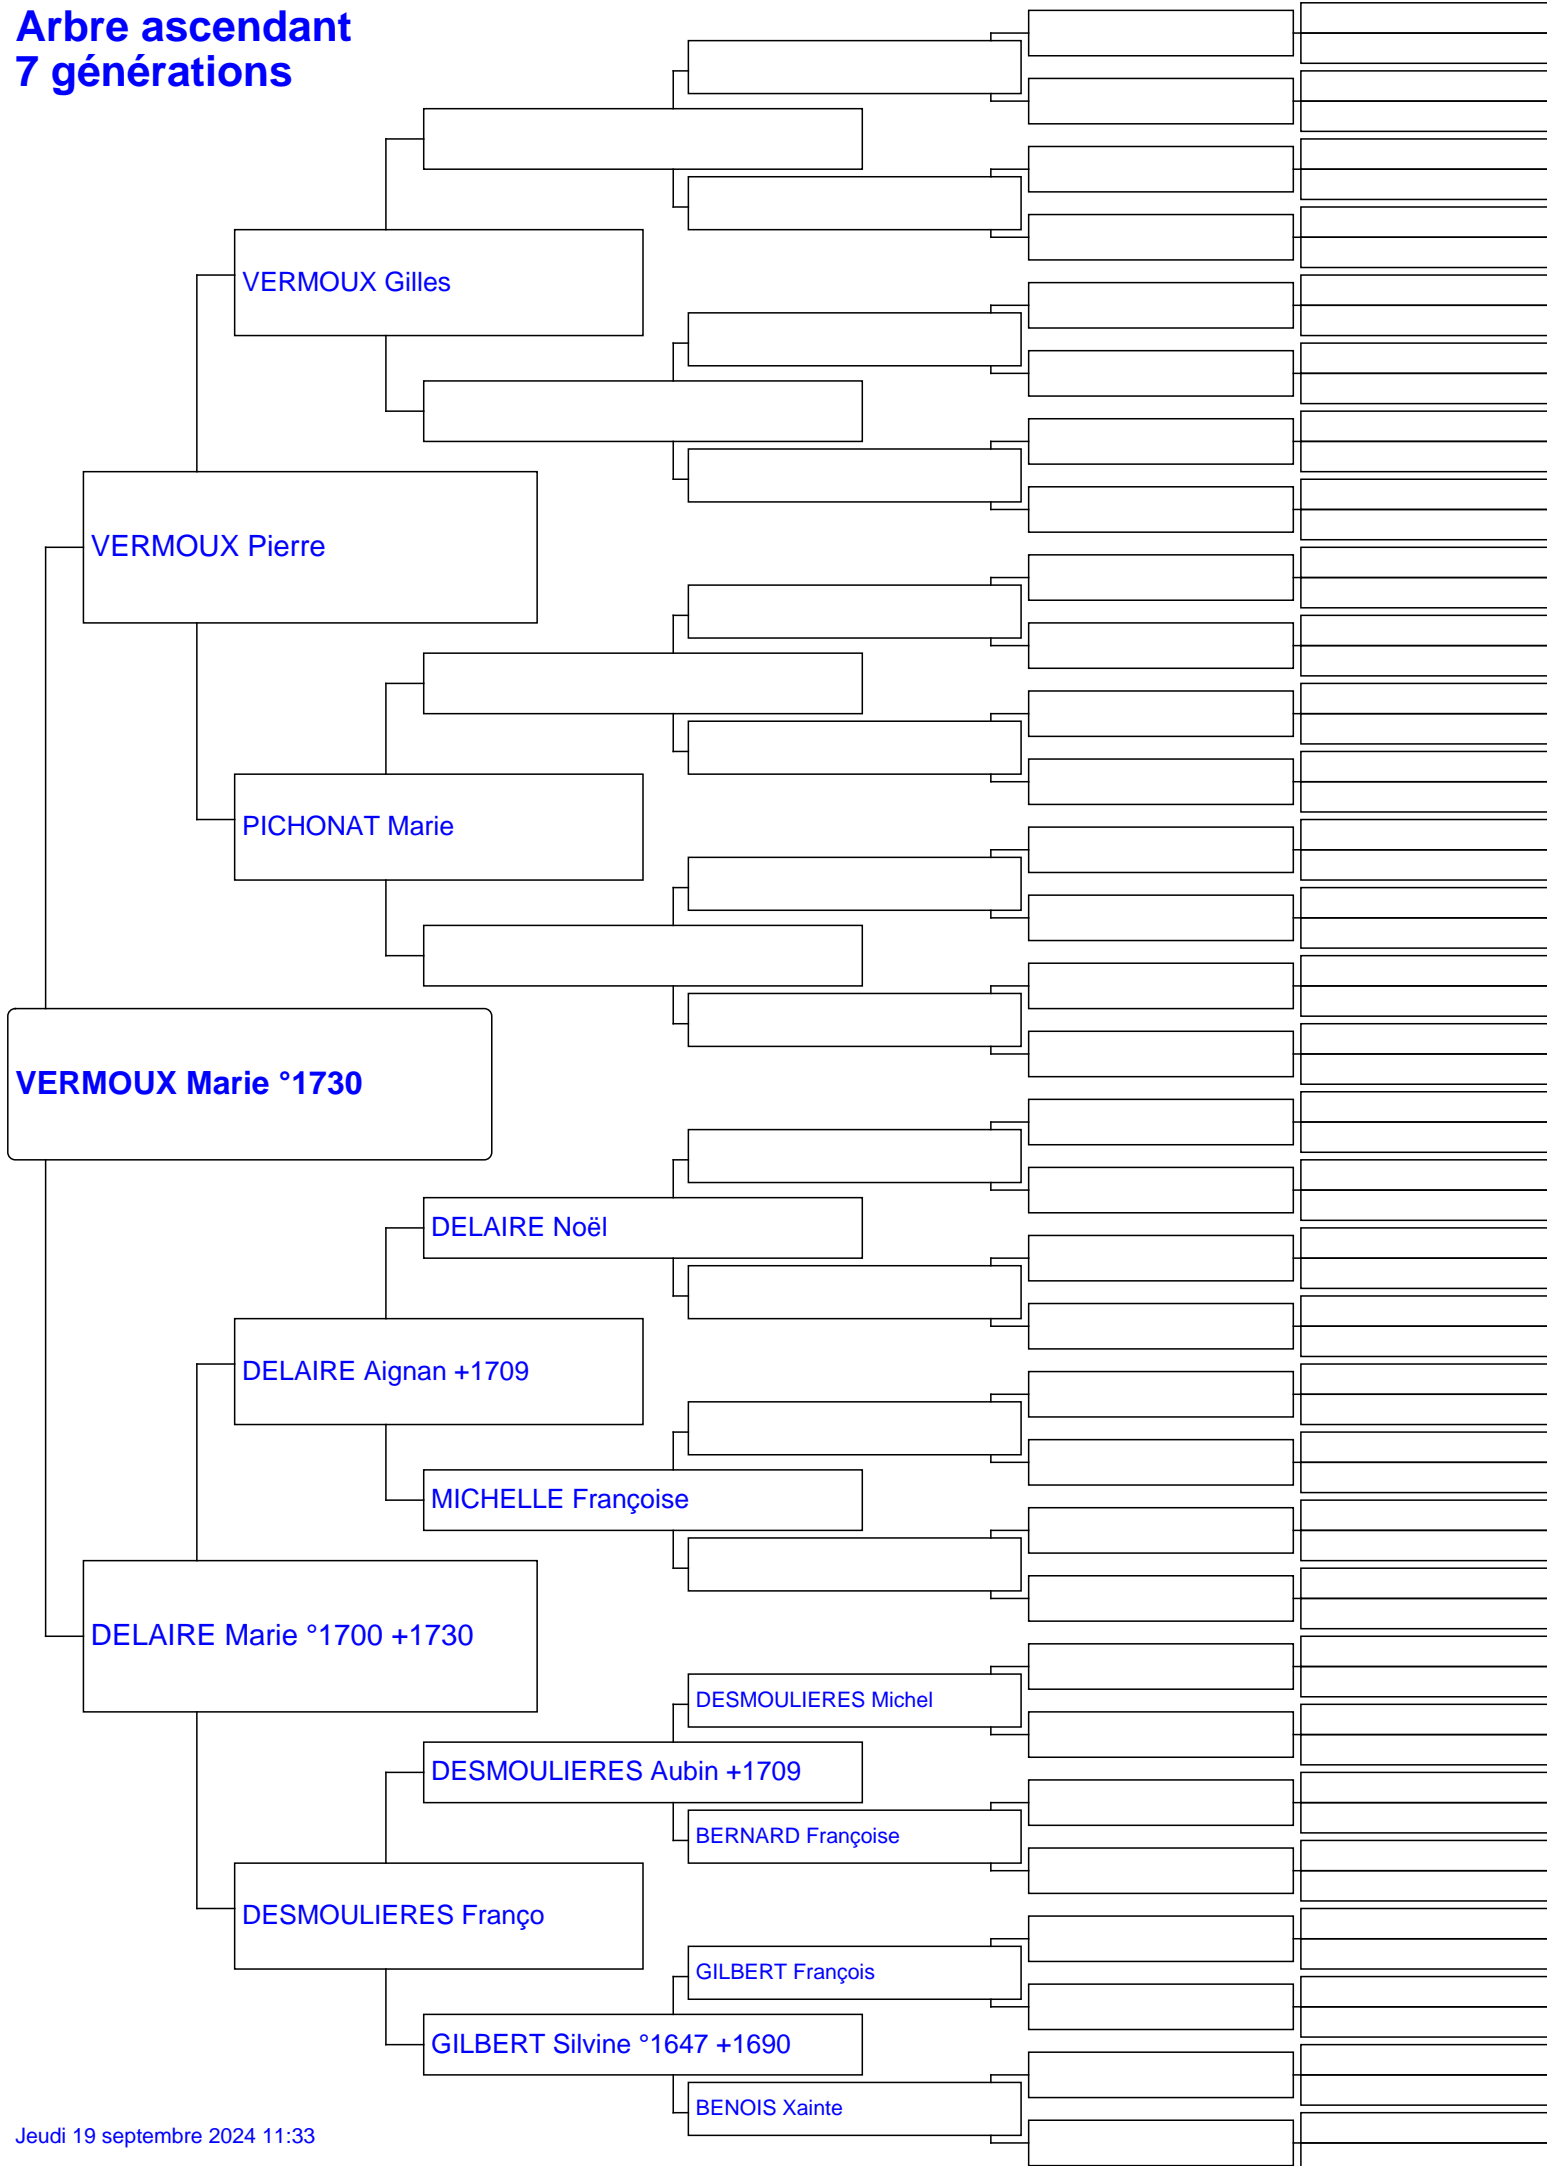 Arbre ascendant
7 générations
VERMOUX Gilles
VERMOUX Pierre
PICHONAT Marie
VERMOUX Marie °1730
DELAIRE Noël
DELAIRE Aignan +1709
MICHELLE Françoise
DELAIRE Marie °1700 +1730
DESMOULIERES Michel
DESMOULIERES Aubin +1709
BERNARD Françoise
DESMOULIERES Franço
GILBERT François
GILBERT Silvine °1647 +1690
BENOIS Xainte
Jeudi 19 septembre 2024 11:33